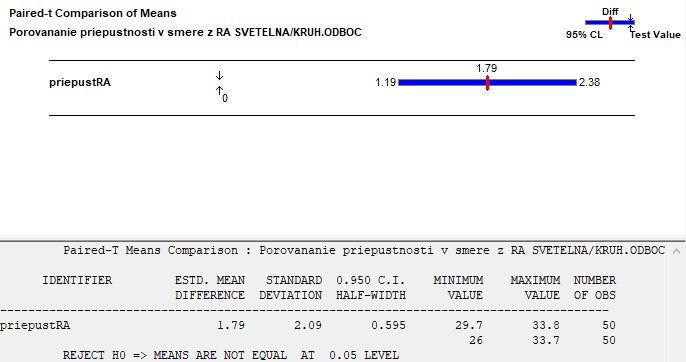 Paired-t Comparison of Means
Porovananie priepustnosti v smere z RA SVETELNA/KRUH.ODBOC
Diff
95% CL Test Value
priepustRA
0
1.19
1.79
2.38
Paired-T Means Comparison : Porovananie priepustnosti v smere z RA SVETELNA/KRUH.ODBOC
IDENTIFIER ESTD. MEAN STANDARD 0.950 C.I. MINIMUM MAXIMUM NUMBER
DIFFERENCE DEVIATION HALF-WIDTH VALUE VALUE OF OBS
priepustRA 1.79 2.09 0.595 29.7 33.8 50
26 33.7 50
REJECT H0 => MEANS ARE NOT EQUAL AT 0.05 LEVEL